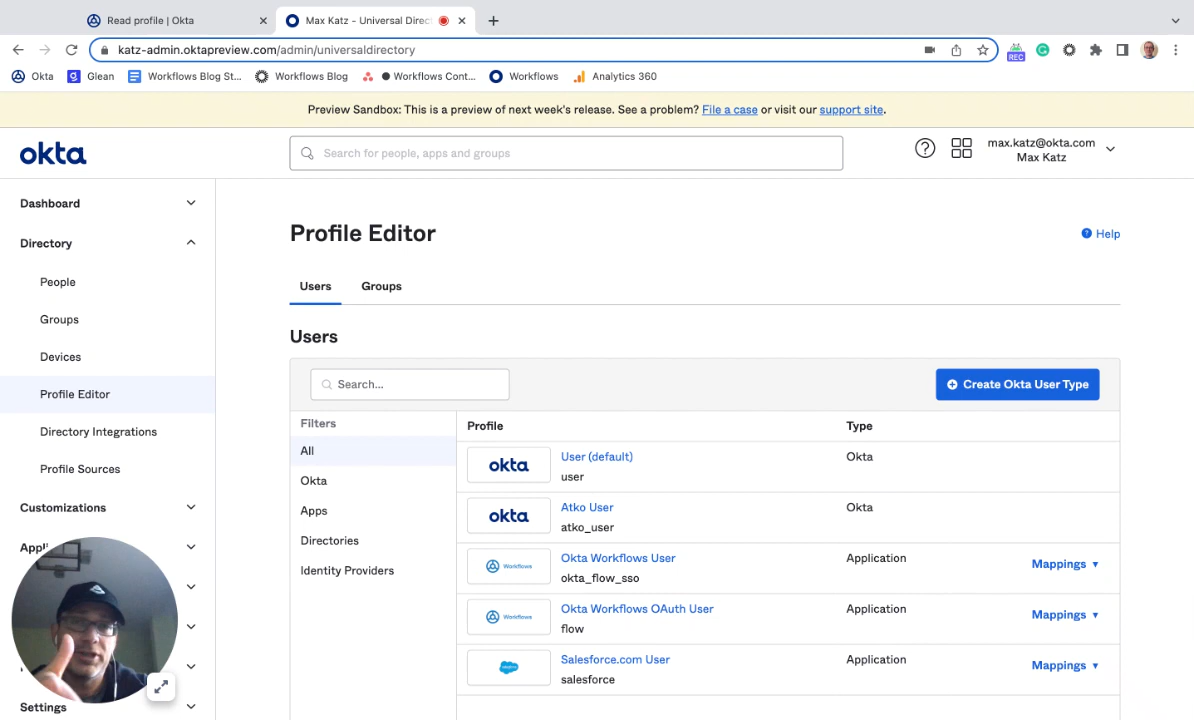 Read profile | Okta
Max Katz - Universal Direc
katz-admin.oktapreview.com/admin/universaldirectory
REC
Okta
Glean
Workflows Blog St...
Workflows Blog
Workflows Cont...
Workflows
Analytics 360
Preview Sandbox: This is a preview of next week's release. See a problem? File a case or visit our support site.
okta
Search for people, apps and groups
max.katz@okta.com
Max Katz
Dashboard
Directory
People
Groups
Devices
Profile Editor
Directory Integrations
Profile Sources
Customizations
Settings
Profile Editor
Help
Users
Groups
Users
Search...
Create Okta User Type
Filters
All
Okta
Apps
Directories
Identity Providers
Profile
Type
okta
User (default)
user
Okta
okta
Atko User
atko_user
Okta
Workflows
Okta Workflows User
okta_flow_sso
Application
Mappings
Workflows
Okta Workflows OAuth User
flow
Application
Mappings
Salesforce.com User
salesforce
Application
Mappings